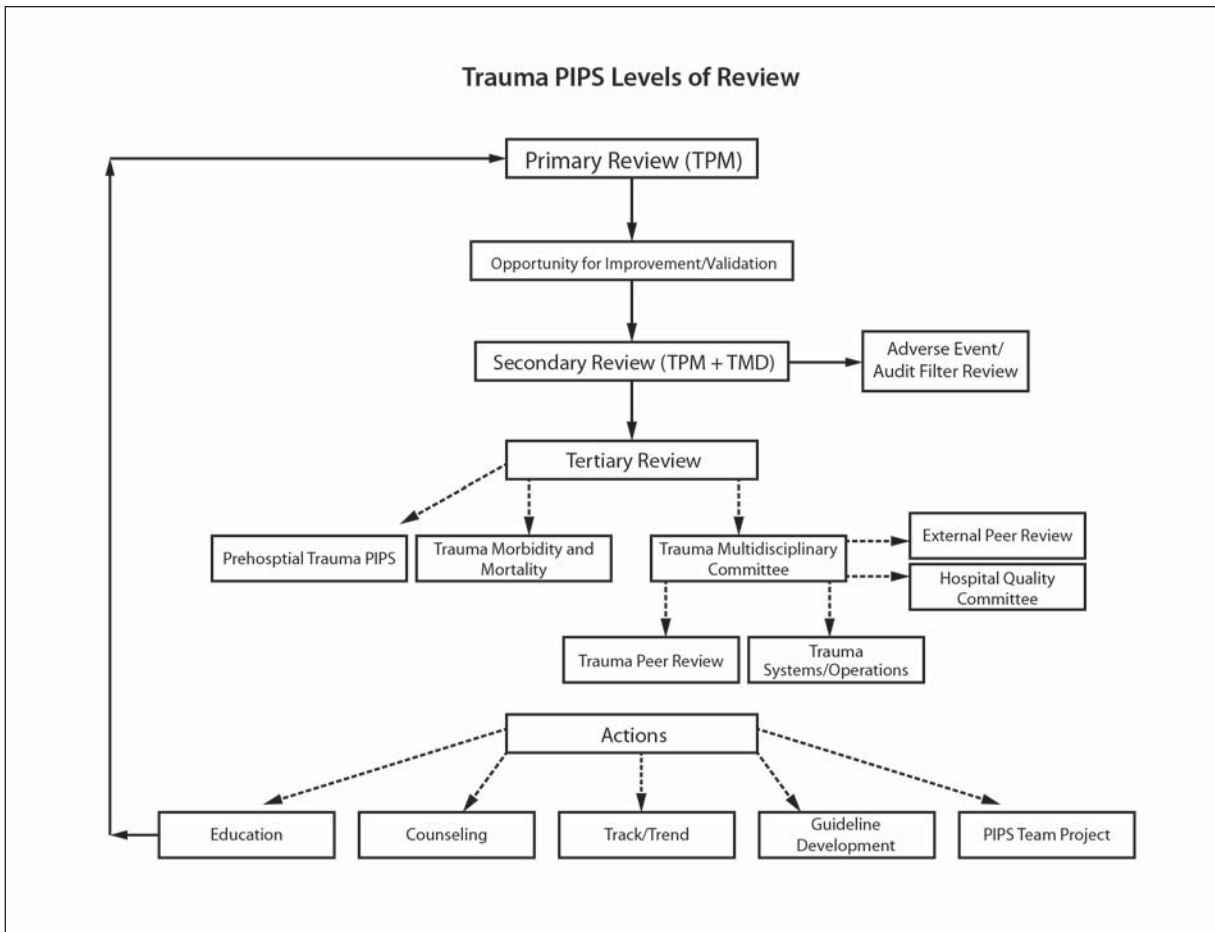 Trauma PIPS Levels of Review
Primary Review (TPM)
Opportunity for Improvement/Validation
Secondary Review (TPM + TMD)
Adverse Event/
Audit Filter Review
Tertiary Review
Prehosptial Trauma PIPS
Trauma Morbidity and
Mortality
Trauma Multidisciplinary
Committee
External Peer Review
Hospital Quality
Committee
Trauma Peer Review
Trauma
Systems/Operations
Actions
Education
Counseling
Track/Trend
Guideline
Development
PIPS Team Project